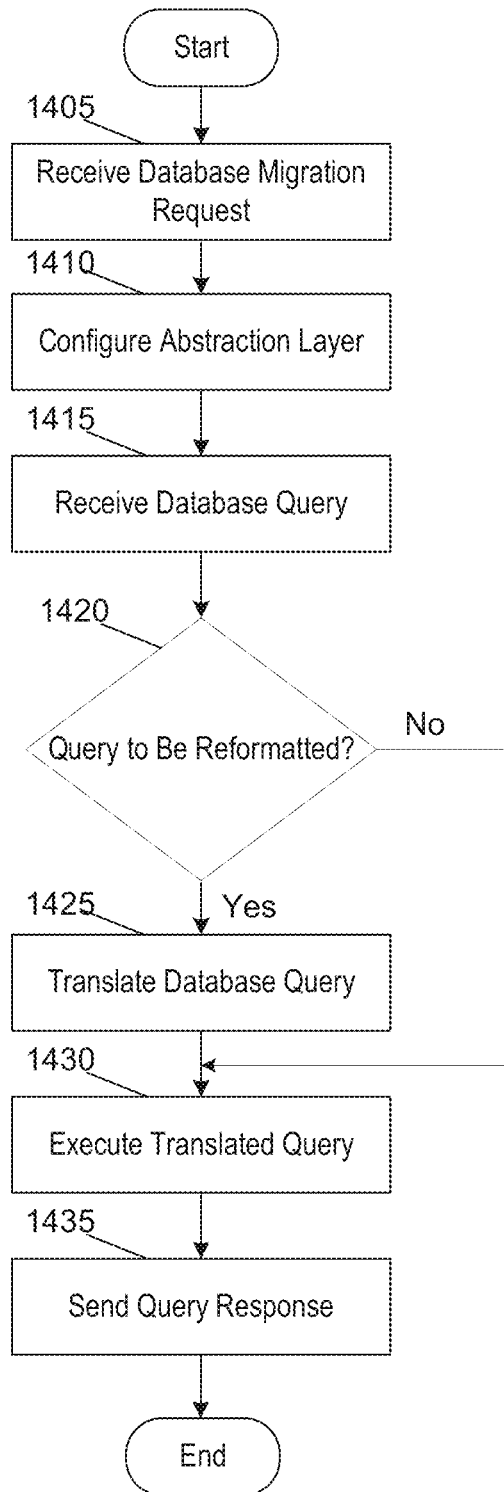 Start
1405
Receive Database Migration
Request
1410
Configure Abstraction Layer
1415
Receive Database Query
1420
Query to Be Reformatted?
No
Yes
1425
Translate Database Query
1430
Execute Translated Query
1435
Send Query Response
End